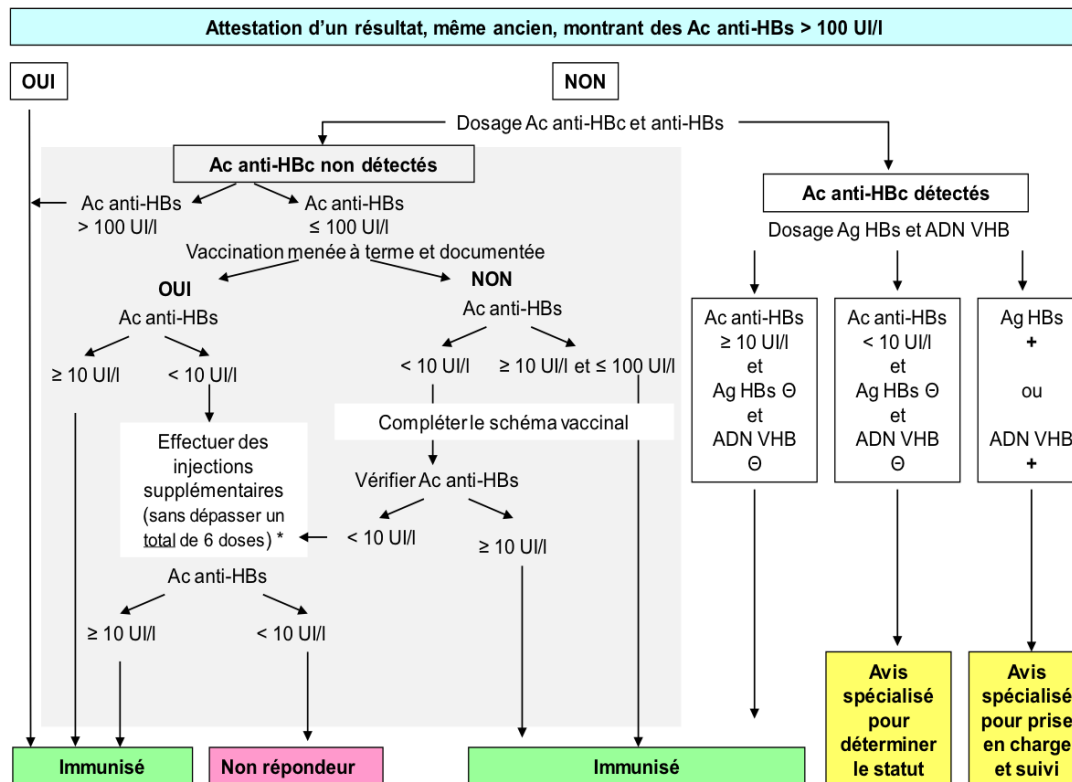 Attestation d'un résultat, même ancien, montrant des Ac anti-HBs > 100 UI/l
OUI
NON
Dosage Ac anti-HBc et anti-HBs
Ac anti-HBc non détectés
Ac anti-HBc détectés
Ac anti-HBs
> 100 UI/l
Ac anti-HBs
≤ 100 UI/l
Dosage Ag HBs et ADN VHB
Vaccination menée à terme et documentée
OUI
Ac anti-HBs
NON
Ac anti-HBs
≥ 10 UI/l
< 10 UI/l
< 10 UI/l
≥ 10 UI/l et ≤ 100 UI/l
Effectuer des
injections
supplémentaires
(sans dépasser un
total de 6 doses) *
Compléter le schéma vaccinal
Vérifier Ac anti-HBs
< 10 UI/l
≥ 10 UI/l
Ac anti-HBs
≥ 10 UI/l
< 10 UI/l
Ac anti-HBs
≥ 10 UI/l
et
Ag HBs Θ
et
ADN VHB
Θ
Ac anti-HBs
< 10 UI/l
et
Ag HBs Θ
et
ADN VHB
Θ
Ag HBs
+
ou
ADN VHB
+
Immunisé
Non répondeur
Immunisé
Avis
spécialisé
pour
déterminer
le statut
Avis
spécialisé
pour prise
en charge
et suivi